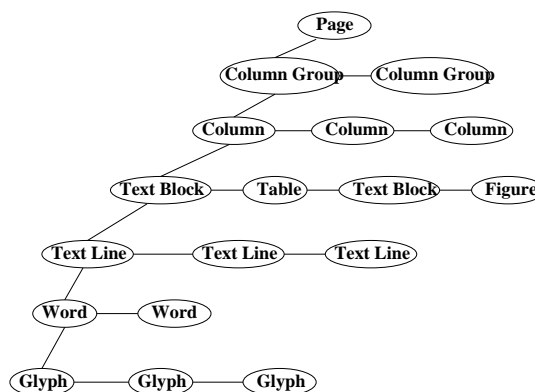 Page
Column Group Column Group
Column Column Column
Text Block Table Text Block Figure
Text Line Text Line Text Line
Word Word
Glyph Glyph Glyph